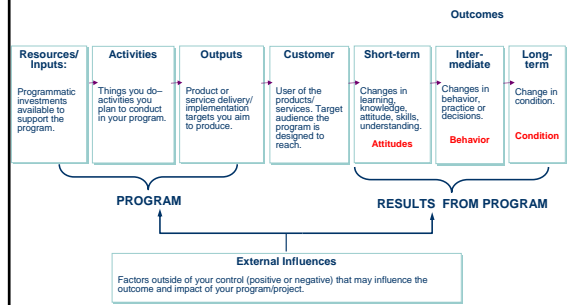 Outcomes
Resources/
Inputs:
Programmatic
investments
available to
support the
program.
Activities
Things you do–
activities you
plan to conduct
in your program.
Outputs
Product or
service delivery/
implementation
targets you aim
to produce.
Customer
User of the
products/
services. Target
audience the
program is
designed to
reach.
Short-term
Changes in
learning,
knowledge,
attitude, skills,
understanding.
Attitudes
Inter-
mediate
Changes in
behavior,
practice or
decisions.
Behavior
Long-
term
Change in
condition.
Condition
PROGRAM
RESULTS FROM PROGRAM
External Influences
Factors outside of your control (positive or negative) that may influence the
outcome and impact of your program/project.